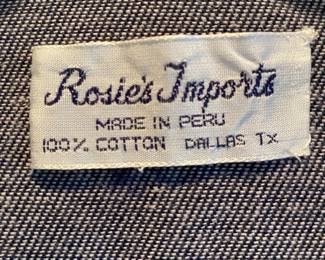 Rosie's Imports
MADE IN PERU
100% COTTON DALLAS Tx